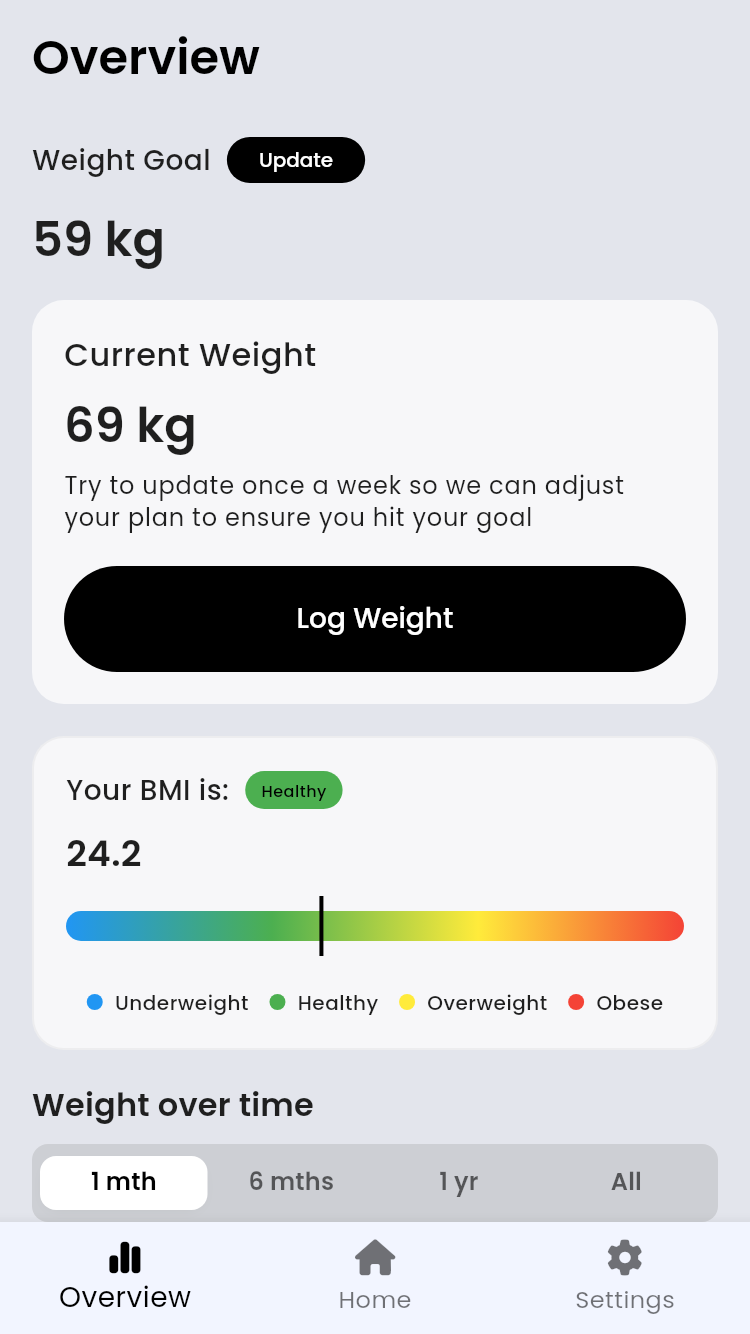 Overview
Weight Goal Update
59 kg
Current Weight
69 kg
Try to update once a week so we can adjust
your plan to ensure you hit your goal
Log Weight
Your BMI is: Healthy
24.2
Underweight Healthy Overweight Obese
Weight over time
1 mth 6 mths 1 yr All
Overview Home Settings